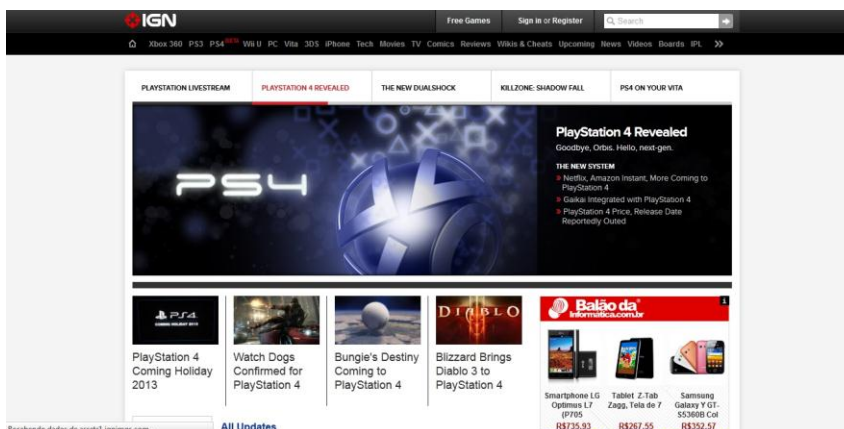 IGN
Free Games
Sign in or Register
Search
Xbox 360 PS3 PS4 NEW Wii U PC Vita 3DS iPhone Tech Movies TV Comics Reviews Wikis & Cheats Upcoming News Videos Boards IPL
PLAYSTATION LIVESTREAM
PLAYSTATION 4 REVEALED
THE NEW DUALSHOCK
KILLZONE: SHADOW FALL
PS4 ON YOUR VITA
PS4
PlayStation 4 Revealed
Goodbye, Orbis. Hello, next-gen.
THE NEW SYSTEM
Netflix, Amazon Instant, More Coming to
PlayStation 4
Gaikai Integrated with PlayStation 4
PlayStation 4 Price, Release Date
Reportedly Outed
PS4
COMING HOLIDAY 2013
PlayStation 4
Coming Holiday
2013
Watch Dogs
Confirmed for
PlayStation 4
Bungie's Destiny
Coming to
PlayStation 4
DIABLO
Blizzard Brings
Diablo 3 to
PlayStation 4
Balão da
Informática.com.br
Smartphone LG
Optimus L7
(P705
R$735.93
Tablet Z-Tab
Zagg, Tela de 7
R$267.55
Samsung
Galaxy Y GT-
S5360B Col
R$352.57
All Updates